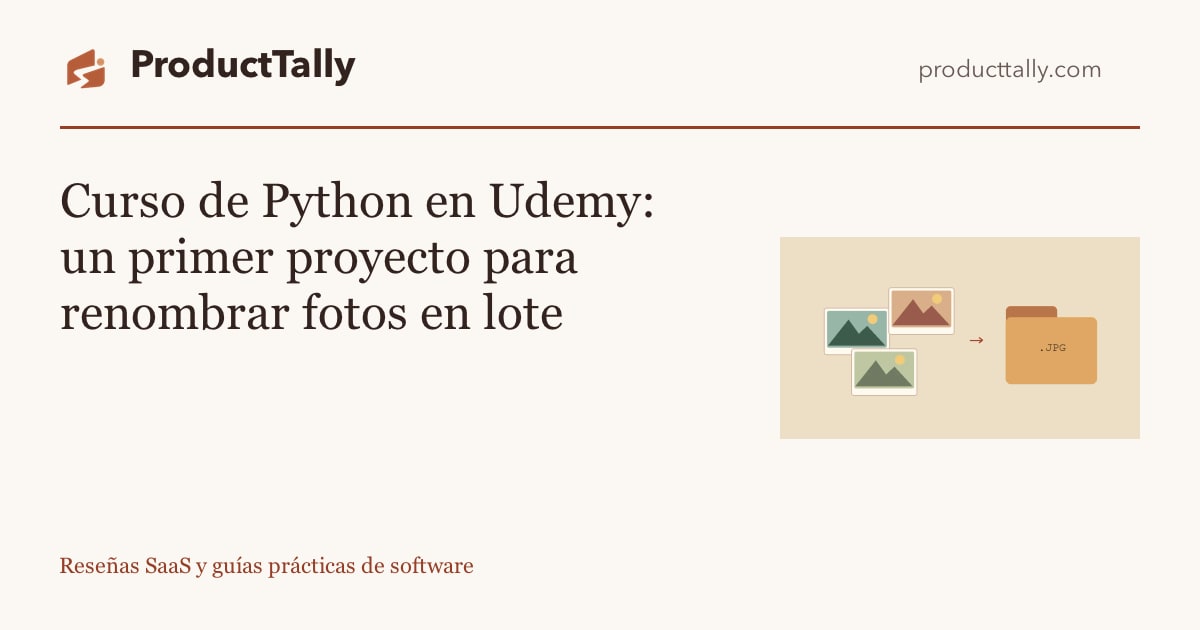 ProductTally
producttally.com
Curso de Python en Udemy:
un primer proyecto para
renombrar fotos en lote
.JPG
Reseñas SaaS y guías prácticas de software